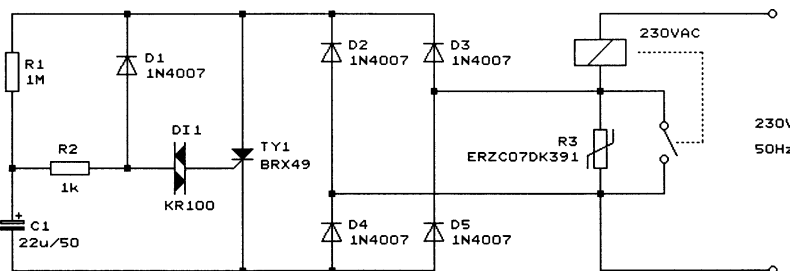 R1
1M
D1
1N4007
D2
1N4007
D3
1N4007
230VAC
R2
1k
DI1
KR100
TY1
BRX49
R3
ERZC07DK391
230V
50Hz
+
C1
22u/50
D4
1N4007
D5
1N4007